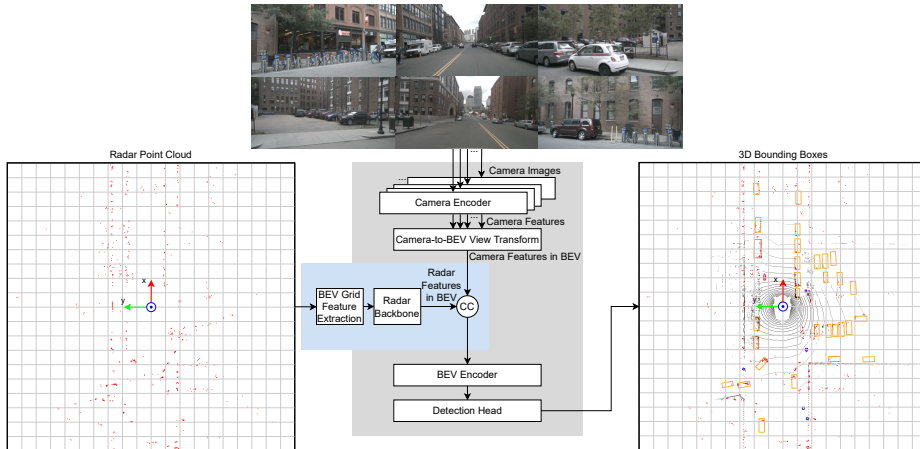 Radar Point Cloud
3D Bounding Boxes
...
Camera Images
...
Camera Encoder
...
Camera Features
Camera-to-BEV View Transform
Camera Features in BEV
Radar
Features
in BEV
BEV Grid
Feature
Extraction
Radar
Backbone
CC
BEV Encoder
Detection Head
x
y
x
y